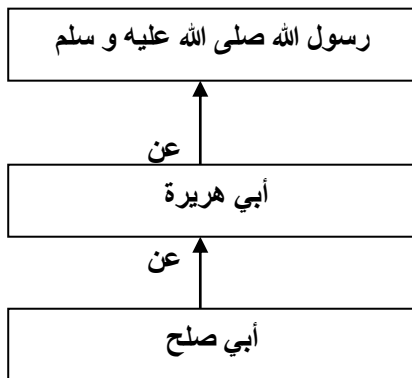 رسول الله صلى الله عليه و سلم
عن
أبي هريرة
عن
أبي صلح